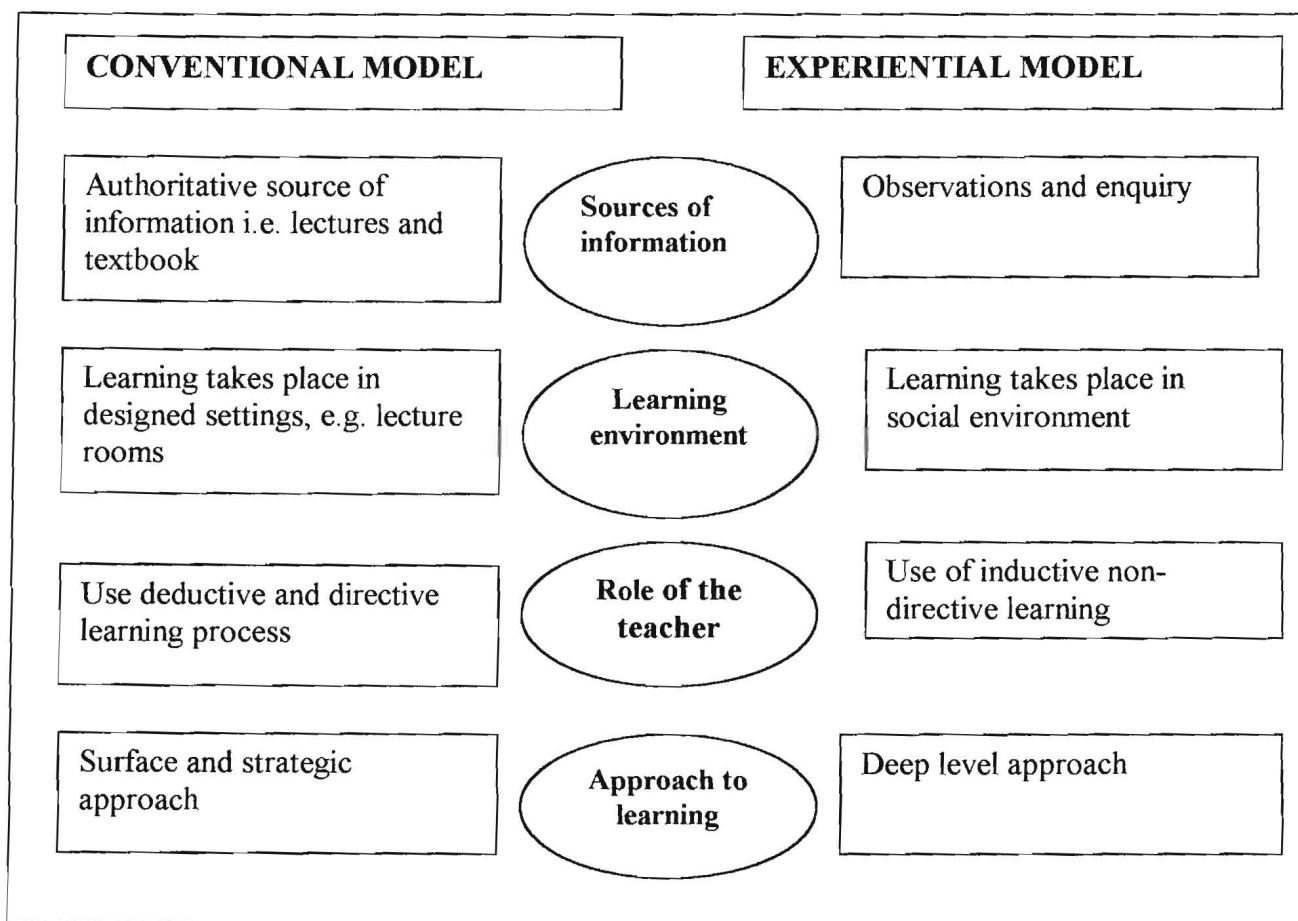 CONVENTIONAL MODEL
EXPERIENTIAL MODEL
Authoritative source of
information i.e. lectures and
textbook
Sources of
information
Observations and enquiry
Learning takes place in
designed settings, e.g. lecture
rooms
Learning
environment
Learning takes place in
social environment
Use deductive and directive
learning process
Role of the
teacher
Use of inductive non-
directive learning
Surface and strategic
approach
Approach to
learning
Deep level approach